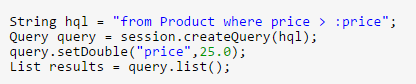 String hql = "from Product where price > :price";
Query query = session.createQuery(hql);
query.setDouble("price",25.0);
List results = query.list();